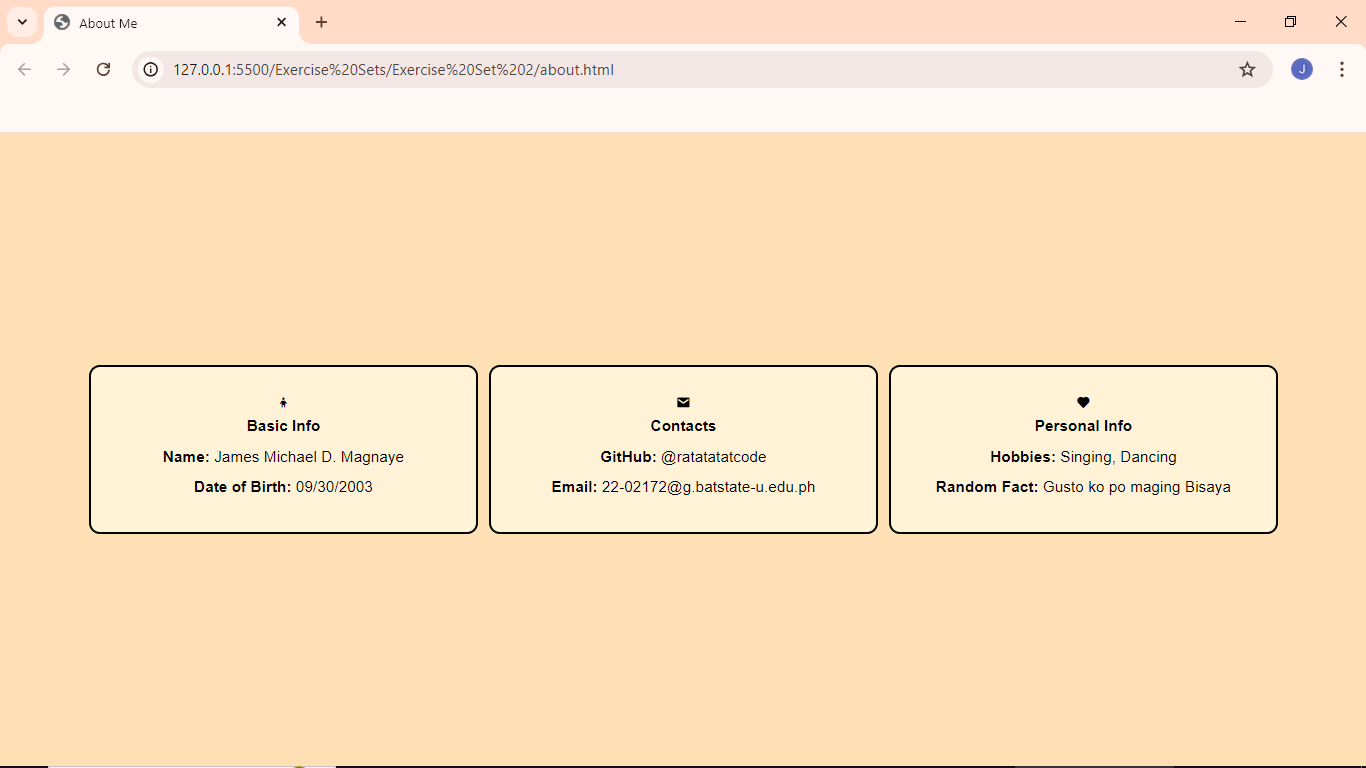 About Me
127.0.0.1:5500/Exercise%20Sets/Exercise%20Set%202/about.html
J
Basic Info
Name: James Michael D. Magnaye
Date of Birth: 09/30/2003
Contacts
GitHub: @ratatatatcode
Email: 22-02172@g.batstate-u.edu.ph
Personal Info
Hobbies: Singing, Dancing
Random Fact: Gusto ko po maging Bisaya